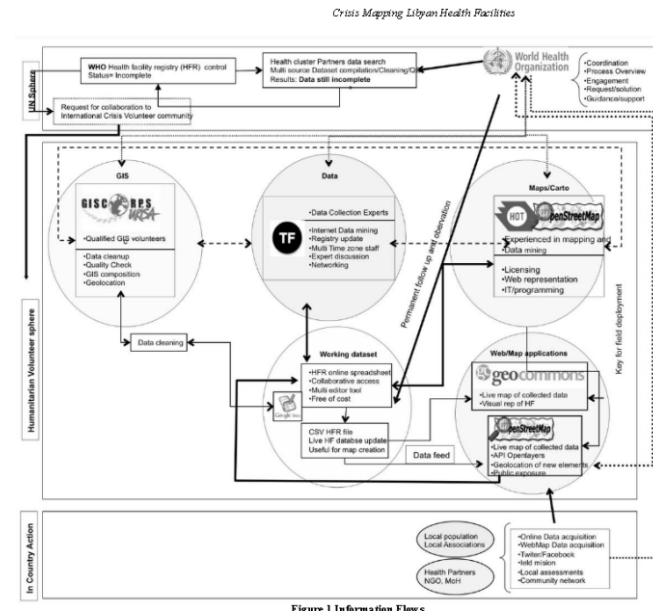 Crisis Mapping Libyan Health Facilities
UN Sphere
WHO Health facility registry (HFR) control
Status= Incomplete
Health cluster Partners data search
Multi source Dataset compilation/Cleaning/Q
Results: Data still incomplete
World Health
Organization
•Coordination
•Process Overview
•Engagement
•Request/solution
•Guidance/support
Request for collaboration to
International Crisis Volunteer community
Humanitarian Volunteer sphere
GIS
GISCORPS
URISA
•Qualified GIS volunteers
•Data cleanup
•Quality Check
•GIS composition
•Geolocation
Data
TF
•Data Collection Experts
•Internet Data mining
•Registry update
•Multi Time zone staff
•Expert discussion
•Networking
Maps/Carto
HOT
OpenStreetMap
•Experienced in mapping and
•Data mining
•Licensing
•Web representation
•IT/programming
Permanent follow up and obervation
Key for field deployment
Data cleaning
Working dataset
•HFR online spreadsheet
•Collaborative access
•Multi editor tool
•Free of cost
CSV HFR file
Live HF databse update
Useful for map creation
Data feed
Web/Map applications
geocommons
•Live map of collected data
•Visual rep of HF
OpenStreetMap
•Live map of collected data
•API Openlayers
•Geolocation of new elements
•Public exposure
In Country Action
Local population
Local Associations
Health Partners
NGO, MoH
•Online Data acquisition
•WebMap Data acquisition
•Twiter/Facebook
•ield mision
•Local assessments
•Community network
Figure 1 Information Flows